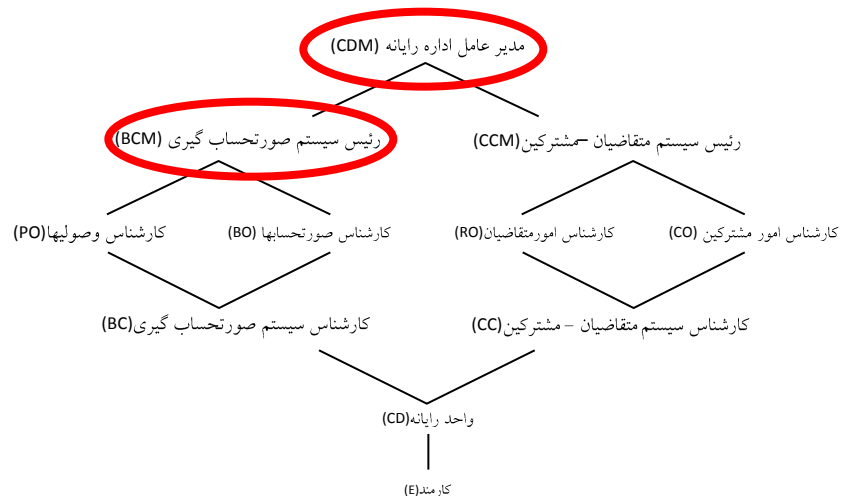 مدیر عامل اداره رایانه (CDM)
رئیس سیستم متقاضیان –مشترکین(CCM)
رئیس سیستم صورتحساب گیری (BCM)
کارشناس امور مشترکین (CO)
کارشناس امورمتقاضیان(RO)
کارشناس صورتحسابها (BO)
کارشناس وصولیها(PO)
کارشناس سیستم متقاضیان – مشترکین(CC)
کارشناس سیستم صورتحساب گیری(BC)
واحد رایانه(CD)
کارمند(E)